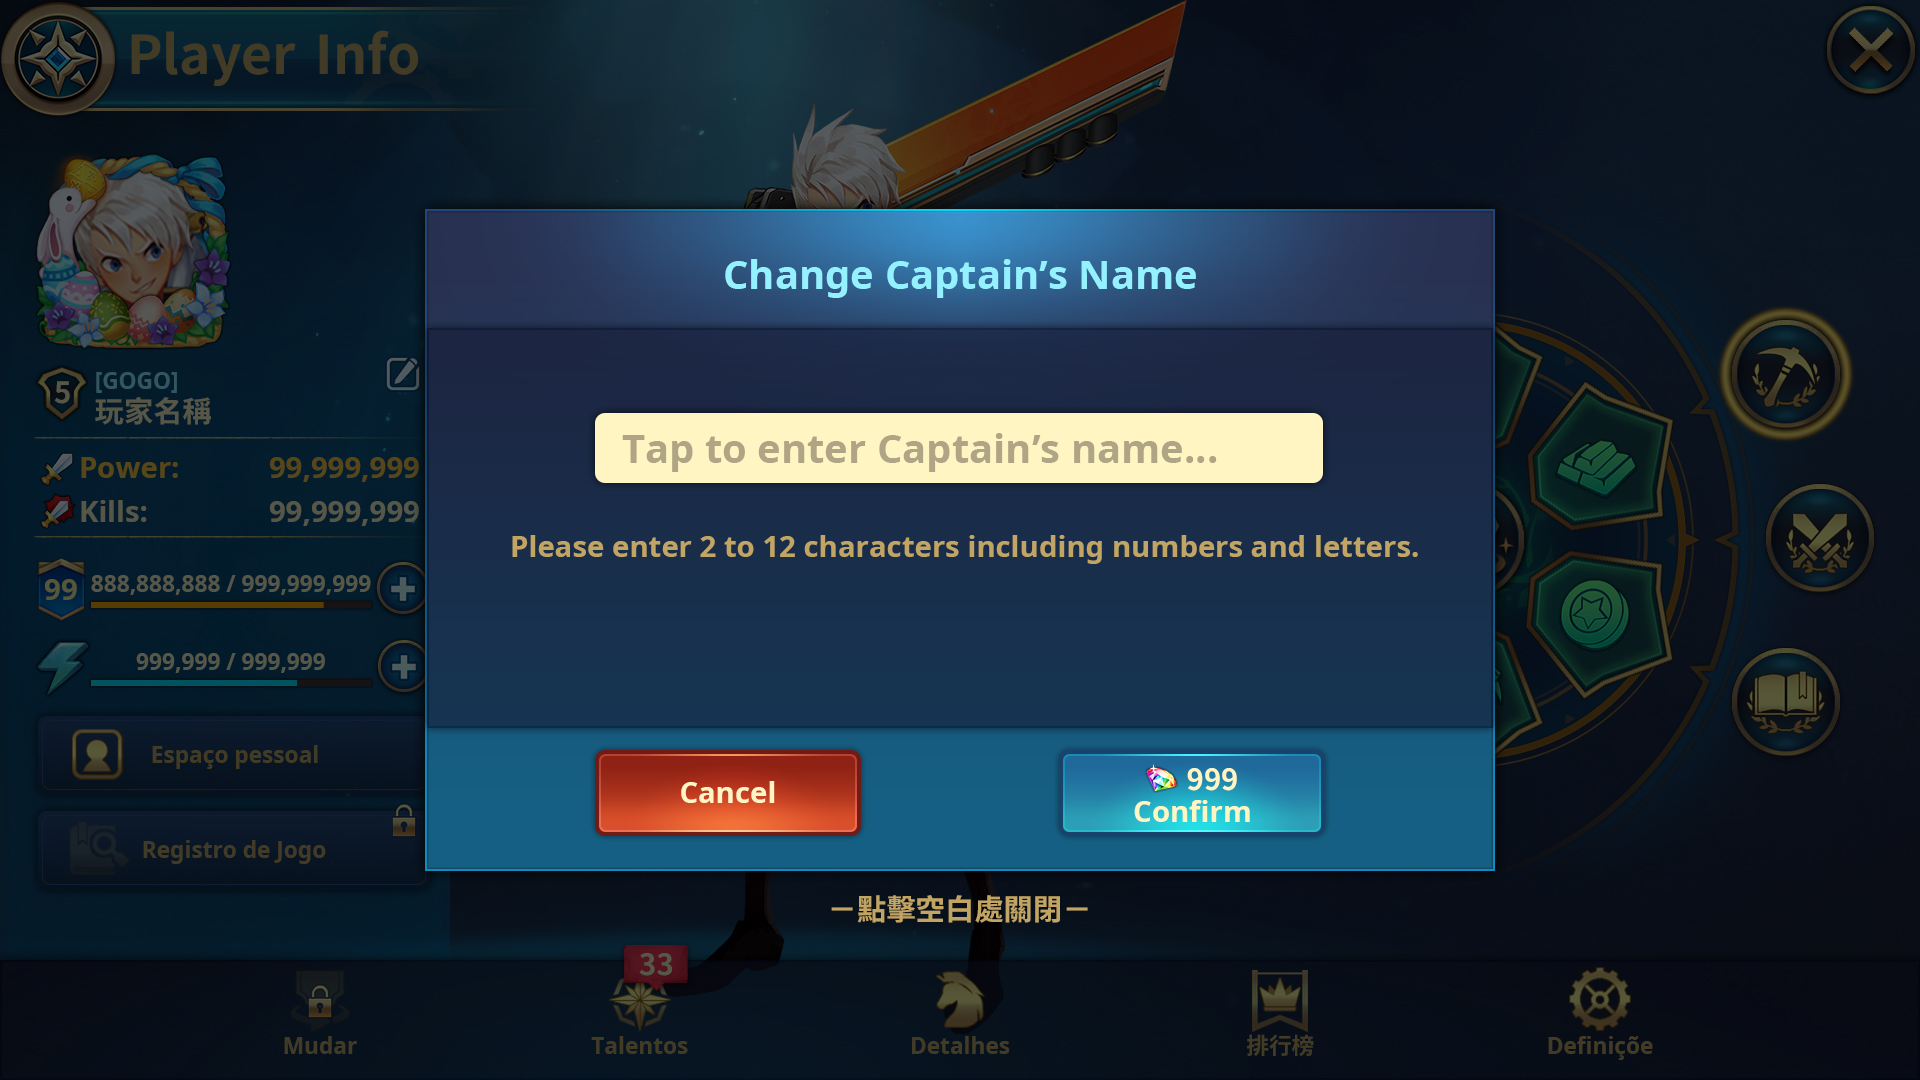 Player Info
Change Captain's Name
5
[GOGO]
玩家名稱
Tap to enter Captain's name...
Power: 99,999,999
Kills: 99,999,999
Please enter 2 to 12 characters including numbers and letters.
99
888,888,888 / 999,999,999
999,999 / 999,999
Espaço pessoal
Registro de Jogo
Cancel
999
Confirm
－點擊空白處關閉－
Mudar
33
Talentos
Detalhes
排行榜
Definiçõe